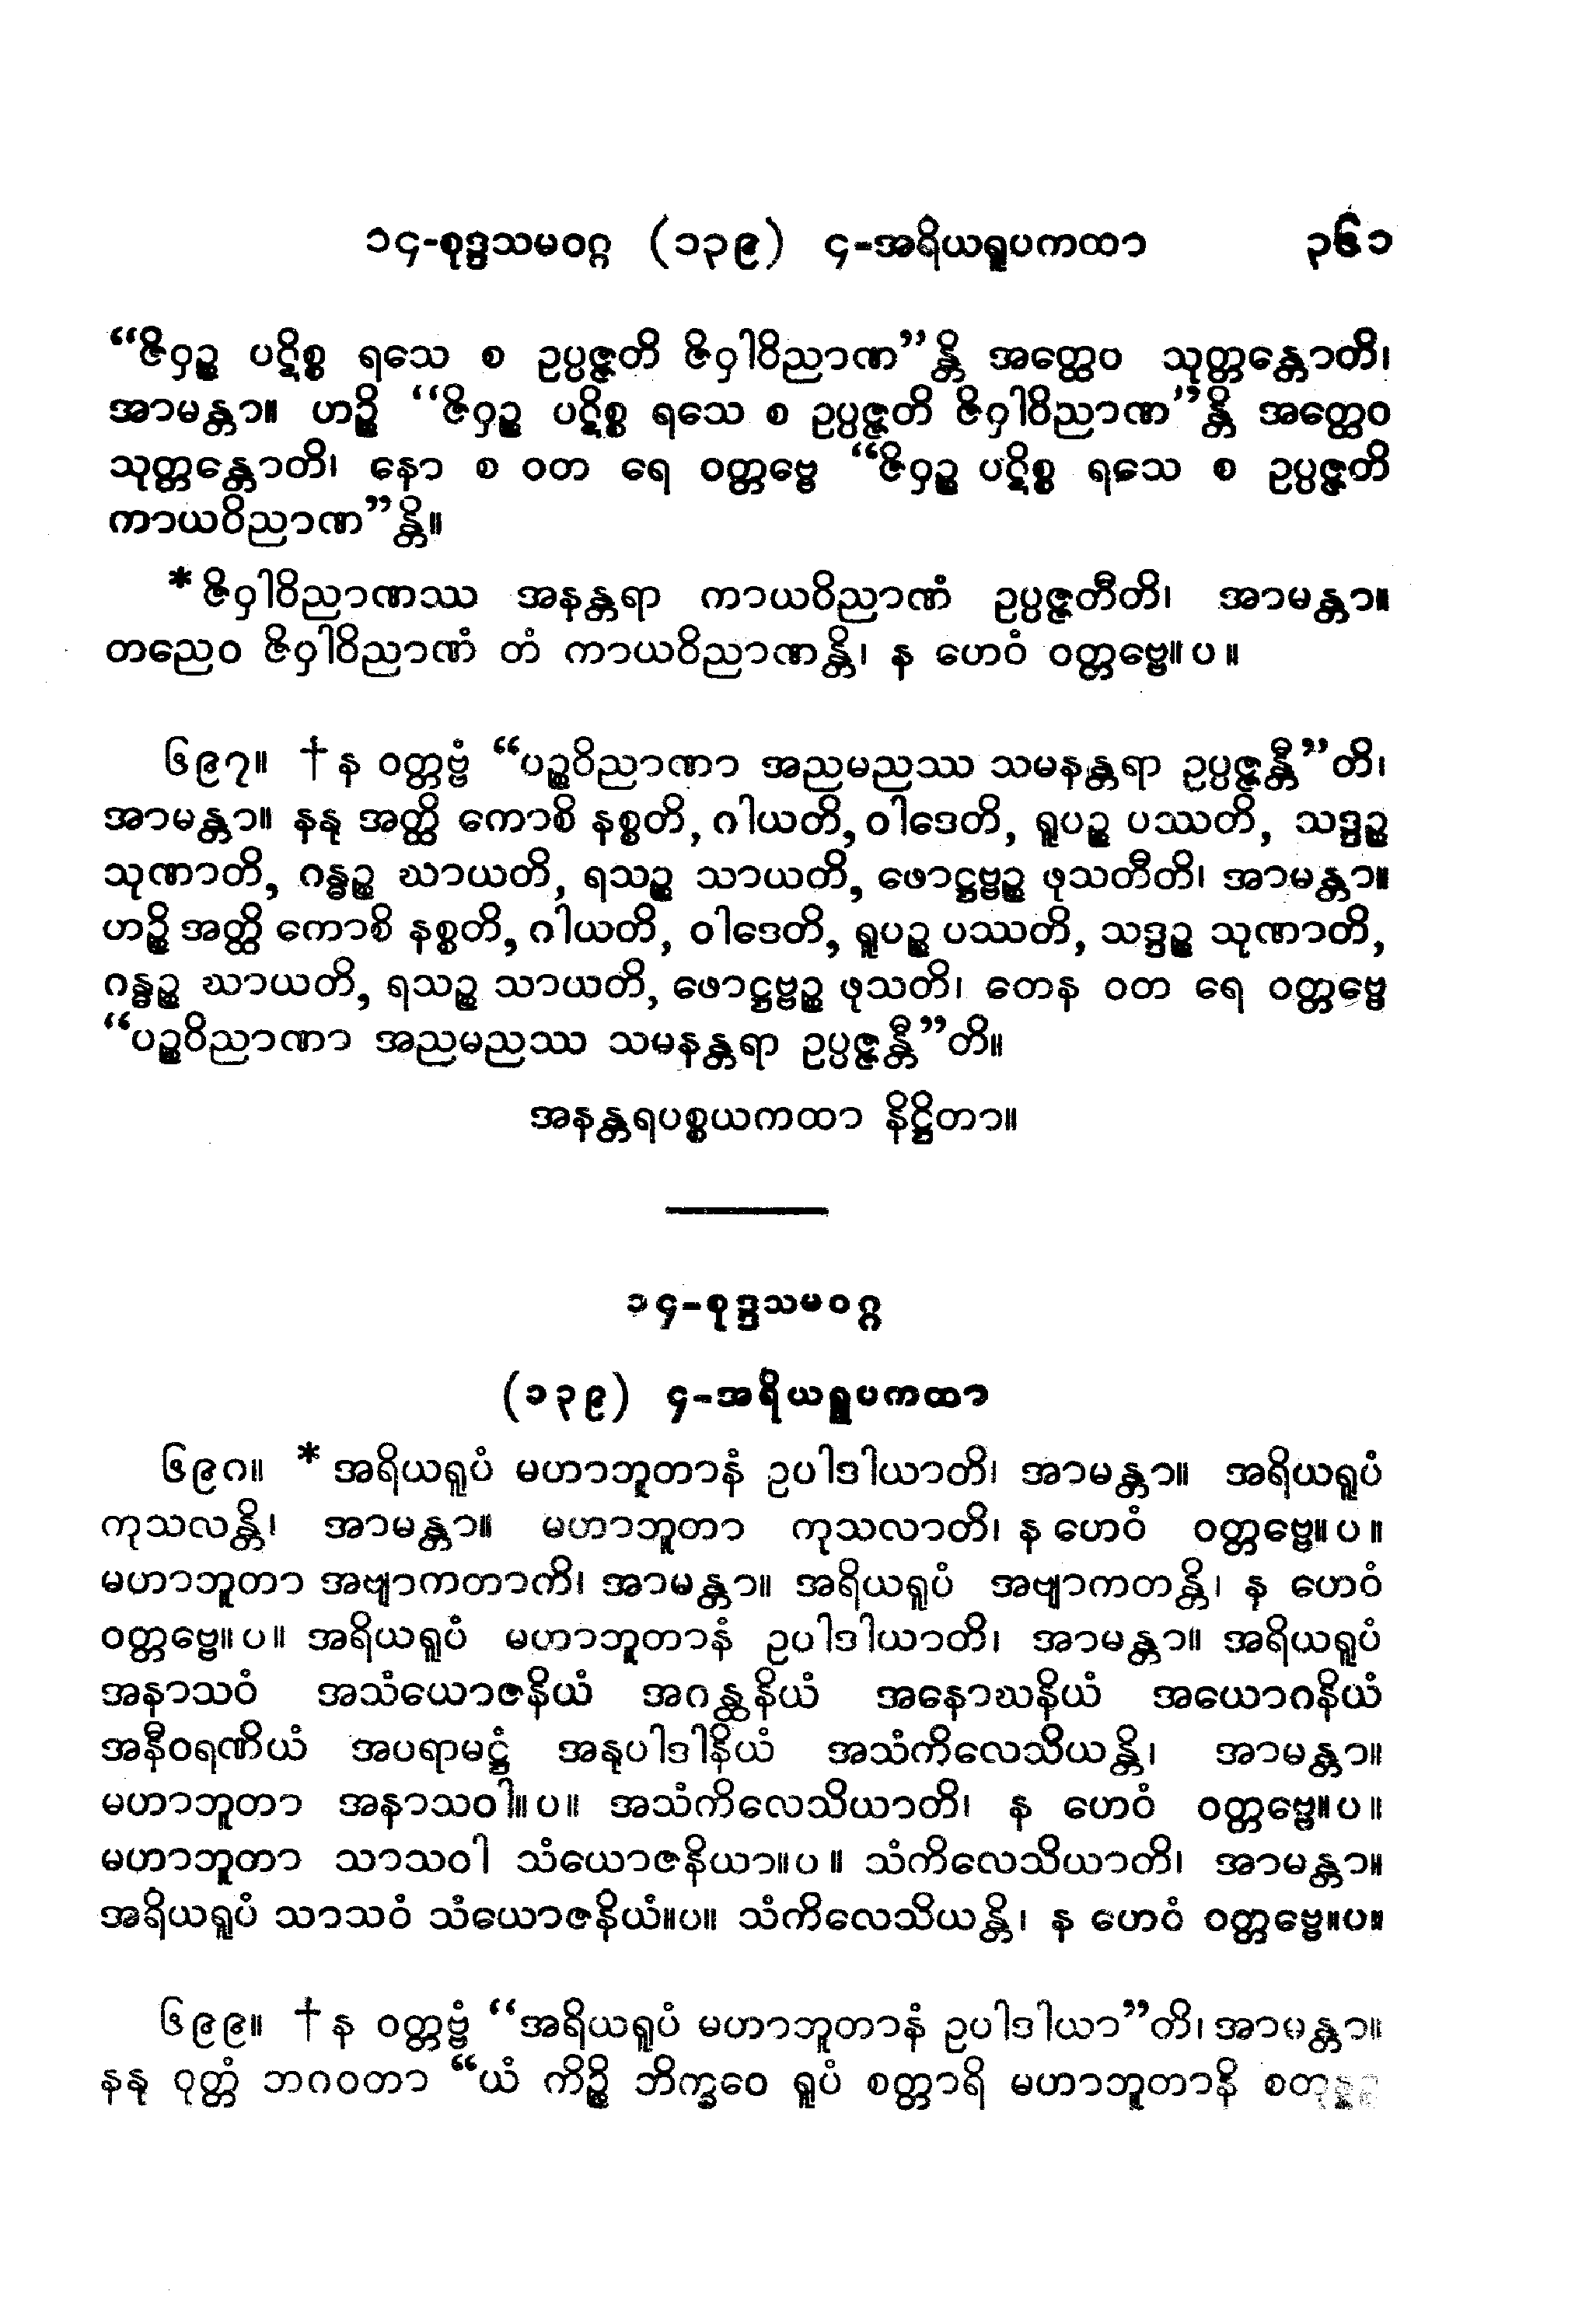 ၁၄-စုဒ္ဒသမဝဂ္ဂ (၁၃၉) ၄-အရိယရူပကထာ ၃၆၁
“ဇိဝှဉ္စ ပဋိစ္စ ရသေ စ ဥပ္ပဇ္ဇတိ ဇိဝှါဝိညာဏ”န္တိ အတ္ထေဝ သုတ္တန္တောတိ၊
အာမန္တာ။ ဟဉ္စိ “ဇိဝှဉ္စ ပဋိစ္စ ရသေ စ ဥပ္ပဇ္ဇတိ ဇိဝှါဝိညာဏ”န္တိ အတ္ထေဝ
သုတ္တန္တောတိ၊ နော စ ဝတ ရေ ဝတ္တဗ္ဗေ “ဇိဝှဉ္စ ပဋိစ္စ ရသေ စ ဥပ္ပဇ္ဇတိ
ကာယဝိညာဏ”န္တိ။
*ဇိဝှါဝိညာဏဿ အနန္တရာ ကာယဝိညာဏံ ဥပ္ပဇ္ဇတီတိ၊ အာမန္တာ။
တညေဝ ဇိဝှါဝိညာဏံ တံ ကာယဝိညာဏန္တိ၊ န ဟေဝံ ဝတ္တဗ္ဗေ။ပ။
၆၉၇။ †န ဝတ္တဗ္ဗံ “ပဉ္စဝိညာဏာ အညမညဿ သမနန္တရာ ဥပ္ပဇ္ဇန္တီ”တိ၊
အာမန္တာ။ နနု အတ္ထိ ကောစိ နစ္စတိ, ဂါယတိ, ဝါဒေတိ, ရူပဉ္စ ပဿတိ, သဒ္ဒဉ္စ
သုဏာတိ, ဂန္ဓဉ္စ ဃာယတိ, ရသဉ္စ သာယတိ, ဖောဋ္ဌဗ္ဗဉ္စ ဖုသတီတိ၊ အာမန္တာ။
ဟဉ္စိ အတ္ထိ ကောစိ နစ္စတိ, ဂါယတိ, ဝါဒေတိ, ရူပဉ္စ ပဿတိ, သဒ္ဒဉ္စ သုဏာတိ,
ဂန္ဓဉ္စ ဃာယတိ, ရသဉ္စ သာယတိ, ဖောဋ္ဌဗ္ဗဉ္စ ဖုသတိ၊ တေန ဝတ ရေ ဝတ္တဗ္ဗေ
“ပဉ္စဝိညာဏာ အညမညဿ သမနန္တရာ ဥပ္ပဇ္ဇန္တီ”တိ။
အနန္တရပစ္စယကထာ နိဋ္ဌိတာ။
၁၄-စုဒ္ဒသမဝဂ္ဂ
(၁၃၉) ၄-အရိယရူပကထာ
၆၉၈။ *အရိယရူပံ မဟာဘူတာနံ ဥပါဒါယာတိ၊ အာမန္တာ။ အရိယရူပံ
ကုသလန္တိ၊ အာမန္တာ။ မဟာဘူတာ ကုသလာတိ၊ န ဟေဝံ ဝတ္တဗ္ဗေ။ပ။
မဟာဘူတာ အဗျာကတာကိ၊ အာမန္တာ။ အရိယရူပံ အဗျာကတန္တိ၊ န ဟေဝံ
ဝတ္တဗ္ဗေ။ပ။ အရိယရူပံ မဟာဘူတာနံ ဥပါဒါယာတိ၊ အာမန္တာ။ အရိယရူပံ
အနာသဝံ အသံယောဇနိယံ အဂန္ထနိယံ အနောဃနိယံ အယောဂနိယံ
အနီဝရဏိယံ အပရာမဋ္ဌံ အနုပါဒါနိယံ အသံကိလေသိယန္တိ၊ အာမန္တာ။
မဟာဘူတာ အနာသဝါ။ပ။ အသံကိလေသိယာတိ၊ န ဟေဝံ ဝတ္တဗ္ဗေ။ပ။
မဟာဘူတာ သာသဝါ သံယောဇနိယာ။ပ။ သံကိလေသိယာတိ၊ အာမန္တာ။
အရိယရူပံ သာသဝံ သံယောဇနိယံ။ပ။ သံကိလေသိယန္တိ၊ န ဟေဝံ ဝတ္တဗ္ဗေ။ပ။
၆၉၉။ †န ဝတ္တဗ္ဗံ “အရိယရူပံ မဟာဘူတာနံ ဥပါဒါယာ”ကိ၊ အာမန္တာ။
နနု ဝုတ္တံ ဘဂဝတာ “ယံ ကိဉ္စိ ဘိက္ခဝေ ရူပံ စတ္တာရိ မဟာဘူတာနိ စတုန္နဉ္စ